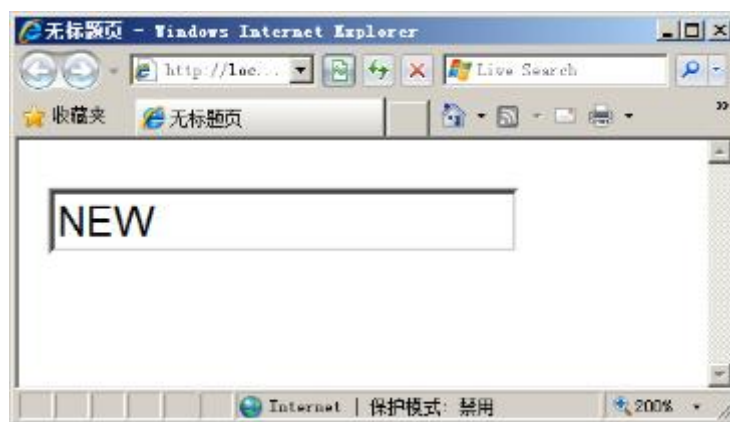 无标题页 - Windows Internet Explorer
http://loc... Live Search
收藏夹 无标题页
NEW
Internet | 保护模式: 禁用 200%